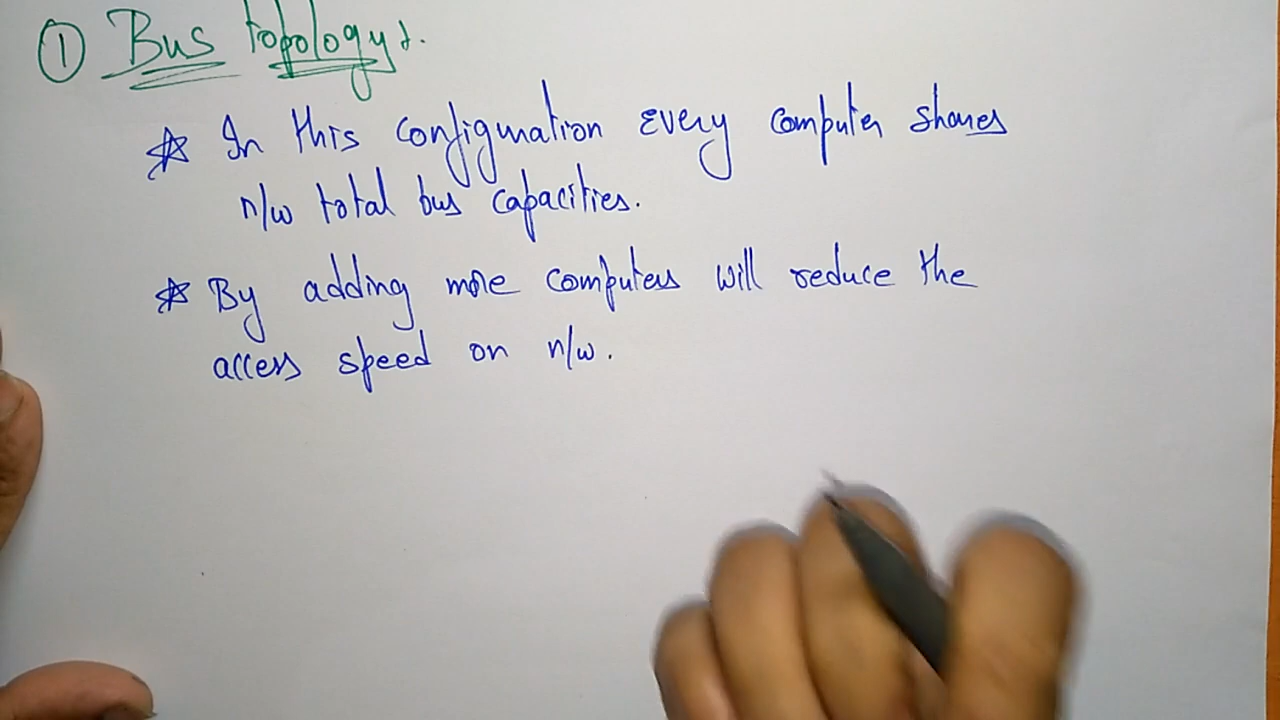 ① Bus topology:.
☆ In this configuration every computer shares
n/w total bus capacities.
☆ By adding more computers will reduce the
access speed on n/w.